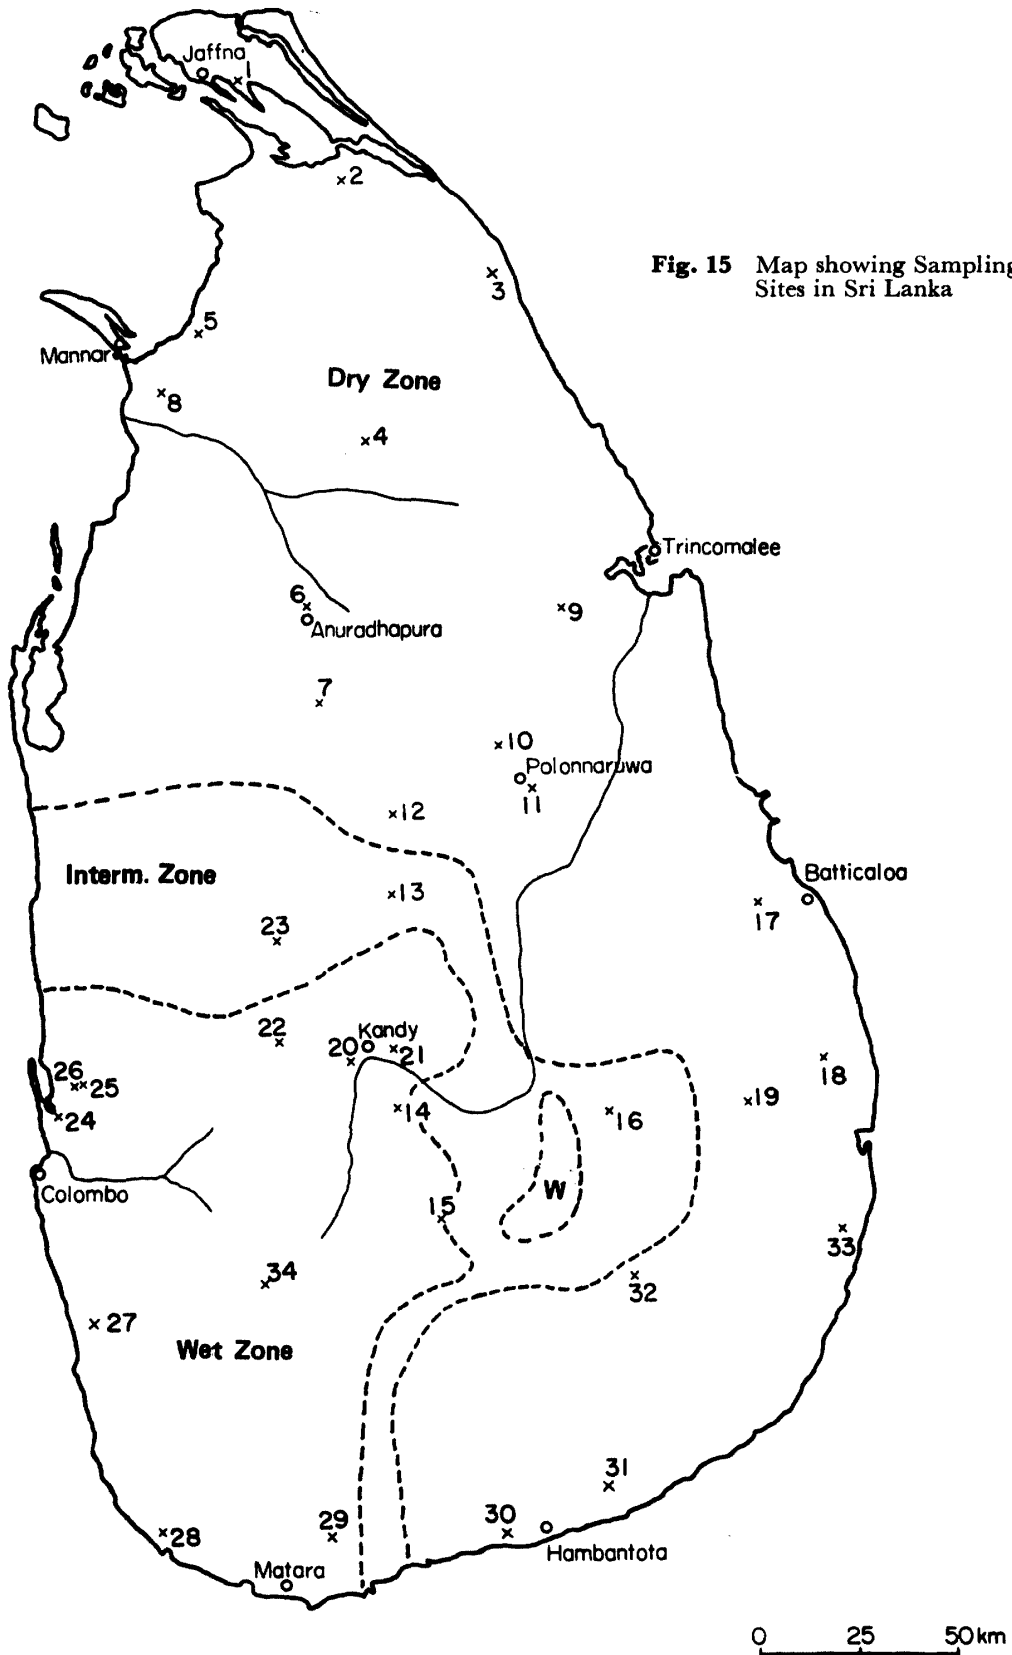 Jaffna
1
2
Fig. 15 Map showing Sampling
Sites in Sri Lanka
3
5
Mannar
Dry Zone
8
4
Trincomalee
6
9
Anuradhapura
7
10
Polonnaruwa
11
12
Interm. Zone
Batticaloa
13
17
23
22
Kandy
20
21
26
25
18
24
14
19
16
Colombo
W
15
33
34
32
27
Wet Zone
31
30
29
28
Hambantota
Matara
0 25 50 km